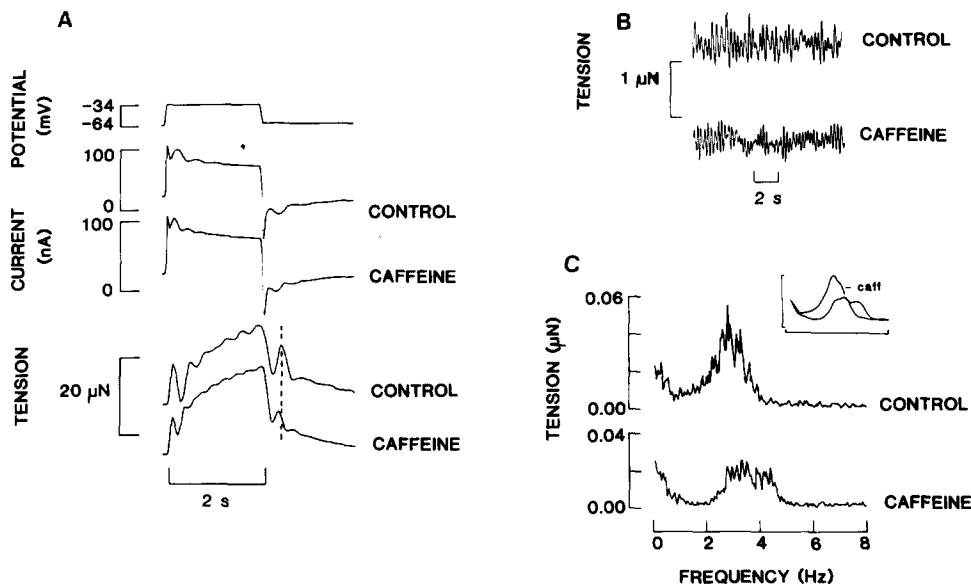 A
POTENTIAL
(mV)
-34
-64
CURRENT
(nA)
100
0
CONTROL
100
0
CAFFEINE
TENSION
20 μN
CONTROL
CAFFEINE
2 s
B
TENSION
1 μN
CONTROL
CAFFEINE
2 s
C
TENSION (μN)
0.06
0.00
CONTROL
caff
0.04
0.00
CAFFEINE
0 2 4 6 8
FREQUENCY (Hz)